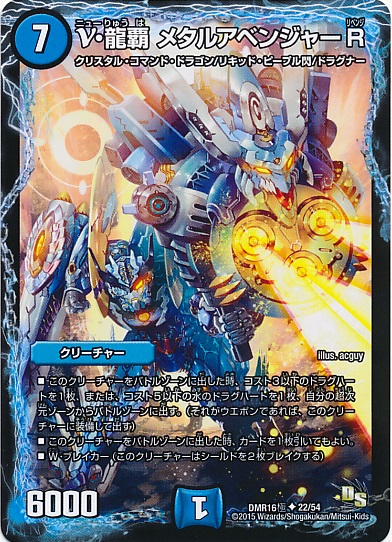 ニュー りゅう は リベンジ
7 ν・龍覇 メタルアベンジャー R
クリスタル・コマンド・ドラゴン/リキッド・ピープル閃/ドラグナー
クリーチャー
illus. acguy
■ このクリーチャーをバトルゾーンに出した時、コスト3以下のドラグハー
トを1枚、または、コスト5以下の水のドラグハートを1枚、自分の超次
元ゾーンからバトルゾーンに出す。(それがウエポンであれば、このクリー
チャーに装備して出す)
■ このクリーチャーをバトルゾーンに出した時、カードを1枚引いてもよい。
■ W・ブレイカー (このクリーチャーはシールドを2枚ブレイクする)
DS
6000
1
DMR16極 22/54
©2015 Wizards/Shogakukan/Mitsui-Kids